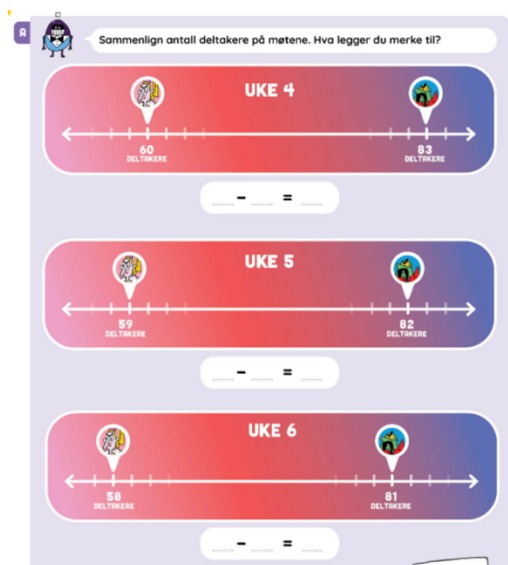 A
Sammenlign antall deltakere på møtene. Hva legger du merke til?
UKE 4
60
DELTAKERE
83
DELTAKERE
- =
UKE 5
59
DELTAKERE
82
DELTAKERE
- =
UKE 6
58
DELTAKERE
81
DELTAKERE
- =